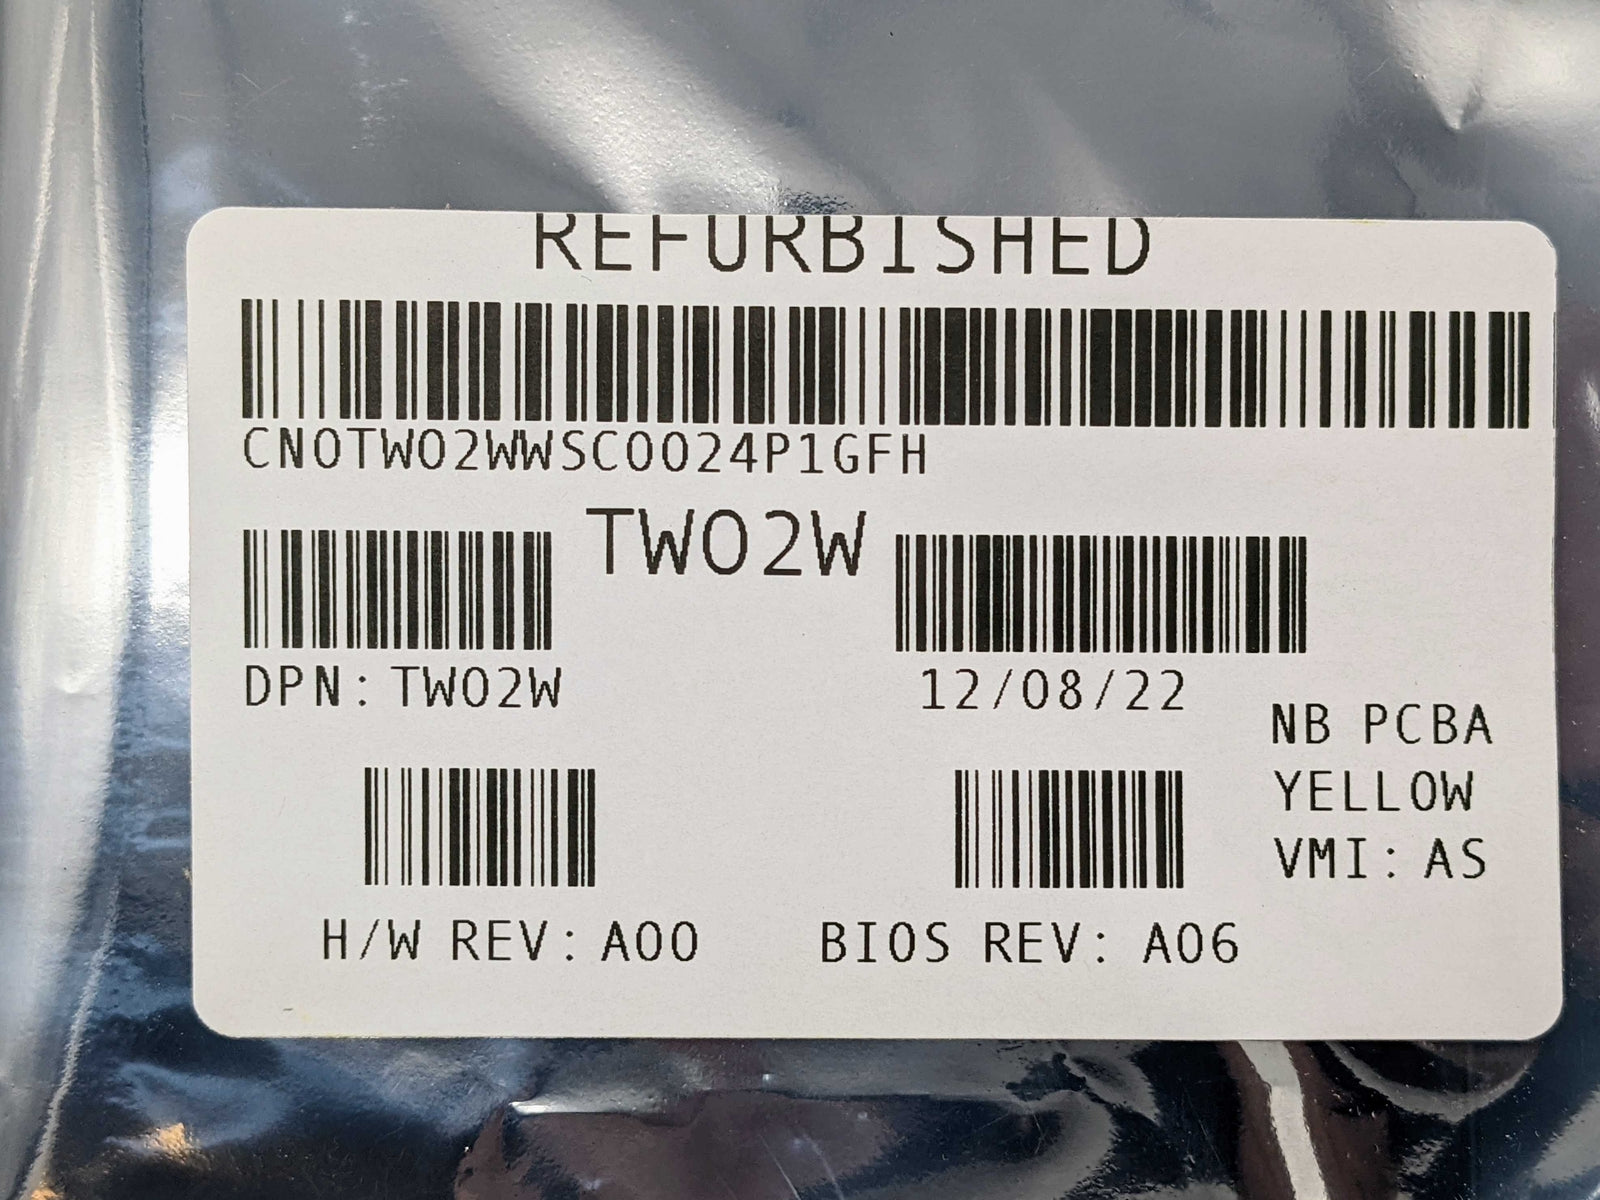 REFURBISHED
CN0TW02WWSC0024P1GFH
TW02W
DPN: TW02W
12/08/22
NB PCBA
YELLOW
VMI: AS
H/W REV: A00
BIOS REV: A06